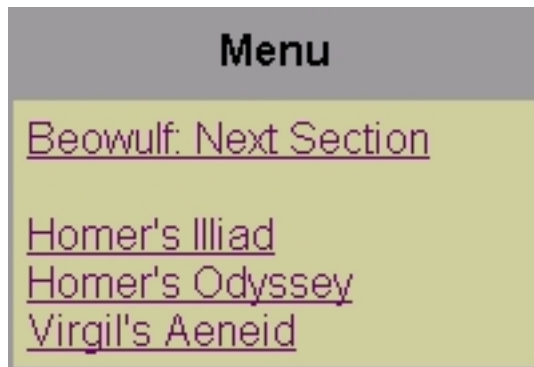 Menu
Beowulf: Next Section
Homer's Illiad
Homer's Odyssey
Virgil's Aeneid